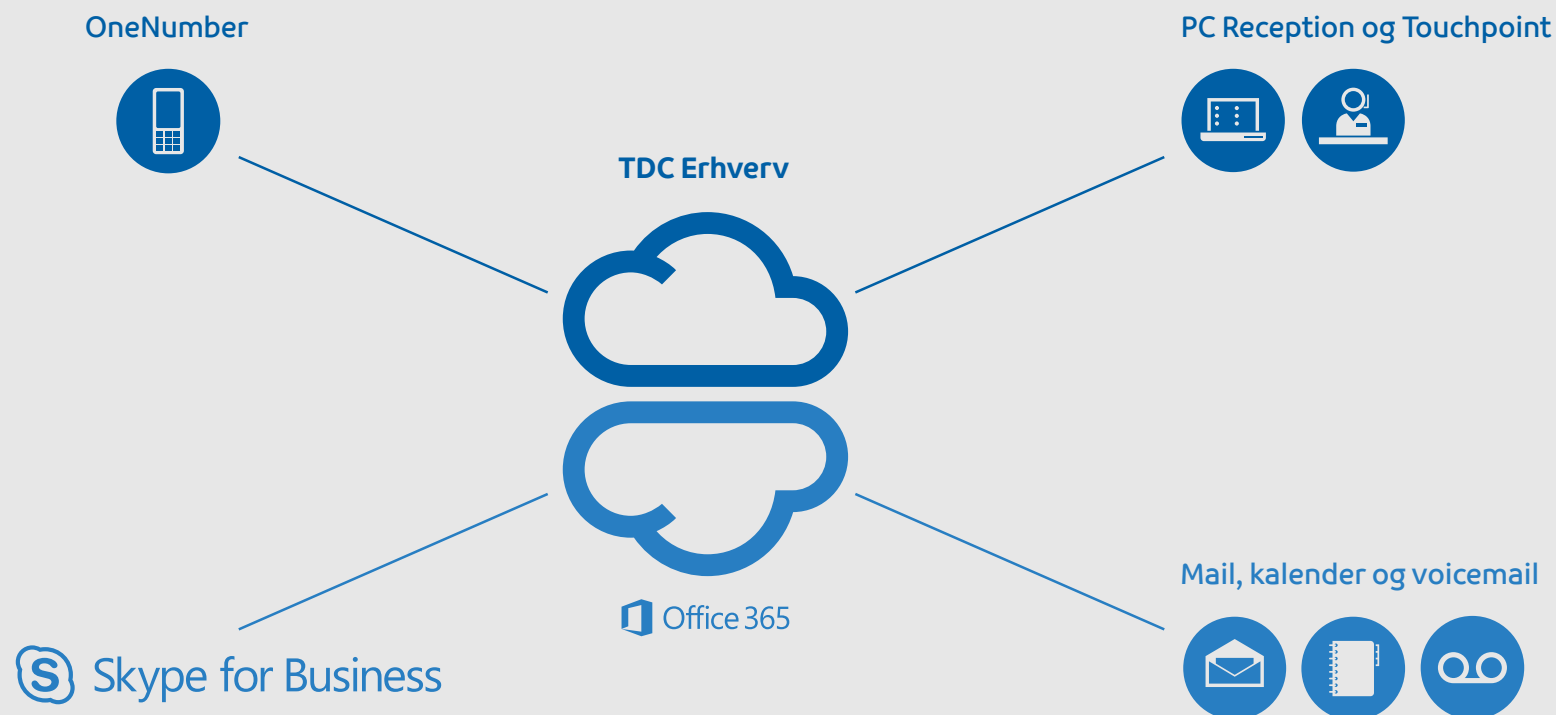 OneNumber
PC Reception og Touchpoint
TDC Erhverv
Office 365
Mail, kalender og voicemail
S Skype for Business